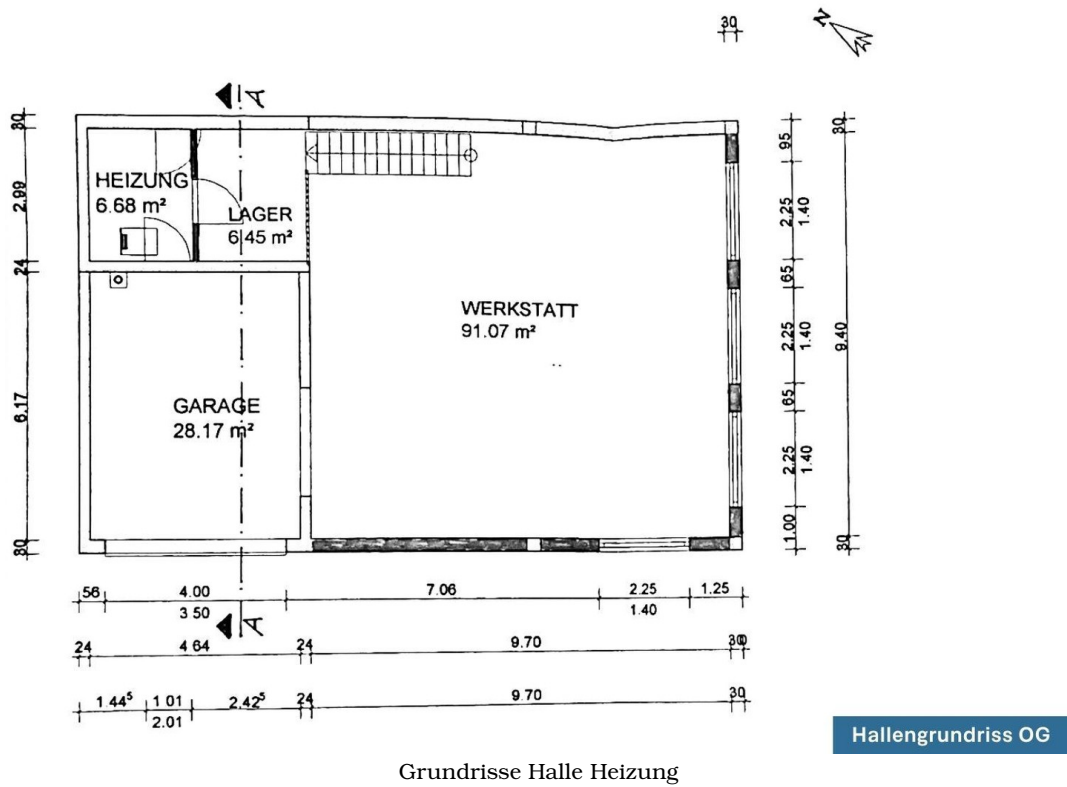 30
N
A
A
30
2.99
24
6.17
30
HEIZUNG
6.68 m²
LAGER
6.45 m²
WERKSTATT
91.07 m²
GARAGE
28.17 m²
95
2.25
1.40
65
2.25
1.40
65
2.25
1.40
1.00
30
9.40
30
56
4.00
3 50
7.06
2.25
1.40
1.25
24
4 64
24
9.70
30
1.44⁵
1 01
2.01
2.42⁵
24
9.70
30
Hallengrundriss OG
Grundrisse Halle Heizung